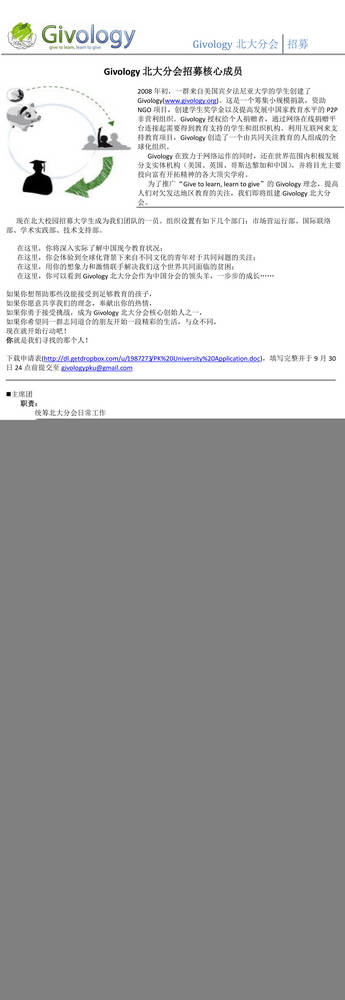 Givology
give to learn, learn to give
Givology 北大分会 招募
Givology 北大分会招募核心成员
2008 年初，一群来自美国宾夕法尼亚大学的学生创建了
Givology(www.givology.org)。这是一个筹集小规模捐款，资助
NGO 项目，创建学生奖学金以及提高发展中国家教育水平的 P2P
非营利组织。Givology 授权给个人捐赠者，通过网络在线捐赠平
台连接起需要得到教育支持的学生和组织机构。利用互联网来支
持教育项目，Givology 创造了一个由共同关注教育的人组成的全
球化组织。
Givology 在致力于网络运作的同时，还在世界范围内积极发展
分支实体机构（美国、英国、哥斯达黎加和中国），并将目光主要
投向富有开拓精神的各大顶尖学府。
为了推广“Give to learn, learn to give”的 Givology 理念，提高
人们对欠发达地区教育的关注，我们即将组建 Givology 北大分
会。
现在北大校园招募大学生成为我们团队的一员。组织设置有如下几个部门：市场营运部、国际联络
部、学术实践部、技术支持部。
在这里，你将深入实际了解中国现今教育状况；
在这里，你会体验到全球化背景下来自不同文化的青年对于共同问题的关注；
在这里，用你的想象力和激情联手解决我们这个世界共同面临的贫困；
在这里，你可以看到 Givology 北大分会作为中国分会的领头羊，一步步的成长……
如果你想帮助那些没能接受到足够教育的孩子，
如果你愿意共享我们的理念，奉献出你的热情，
如果你勇于接受挑战，成为 Givology 北大分会核心创始人之一，
如果你希望同一群志同道合的朋友开始一段精彩的生活，与众不同，
现在就开始行动吧！
你就是我们寻找的那个人！
下载申请表(http://dl.getdropbox.com/u/1987273/PK%20University%20Application.doc)，填写完整并于 9 月 30
日 24 点前提交至 givologypku@gmail.com
■主席团
职责：
统筹北大分会日常工作